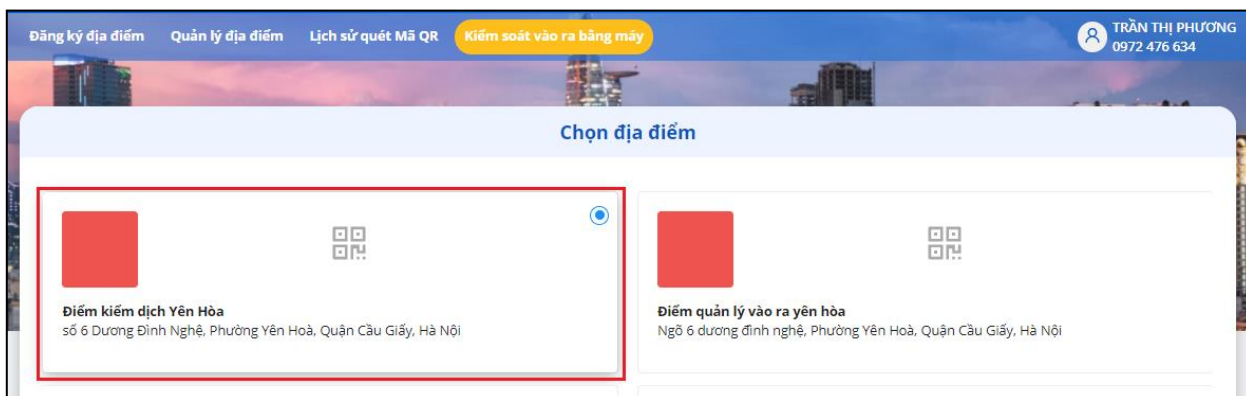 Đăng ký địa điểm Quản lý địa điểm Lịch sử quét Mã QR Kiểm soát vào ra bằng máy
TRẦN THỊ PHƯƠNG
0972 476 634
Chọn địa điểm
Điểm kiểm dịch Yên Hòa
số 6 Dương Đình Nghệ, Phường Yên Hoà, Quận Cầu Giấy, Hà Nội
Điểm quản lý vào ra yên hòa
Ngõ 6 dương đình nghệ, Phường Yên Hoà, Quận Cầu Giấy, Hà Nội